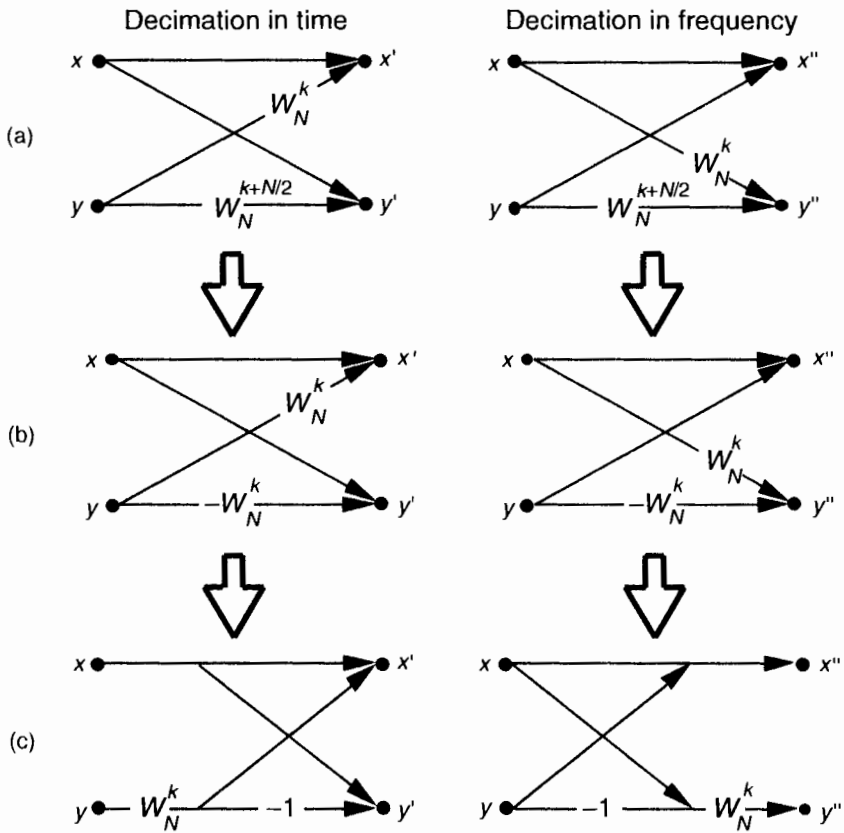 Decimation in time
Decimation in frequency
x
x'
W_N^k
(a)
y
W_N^{k+N/2}
y'
x
x"
W_N^k
y
W_N^{k+N/2}
y"
x
x'
W_N^k
(b)
y
-W_N^k
y'
x
x"
W_N^k
y
-W_N^k
y"
x
x'
(c)
y
W_N^k
-1
y'
x
x"
y
-1
W_N^k
y"